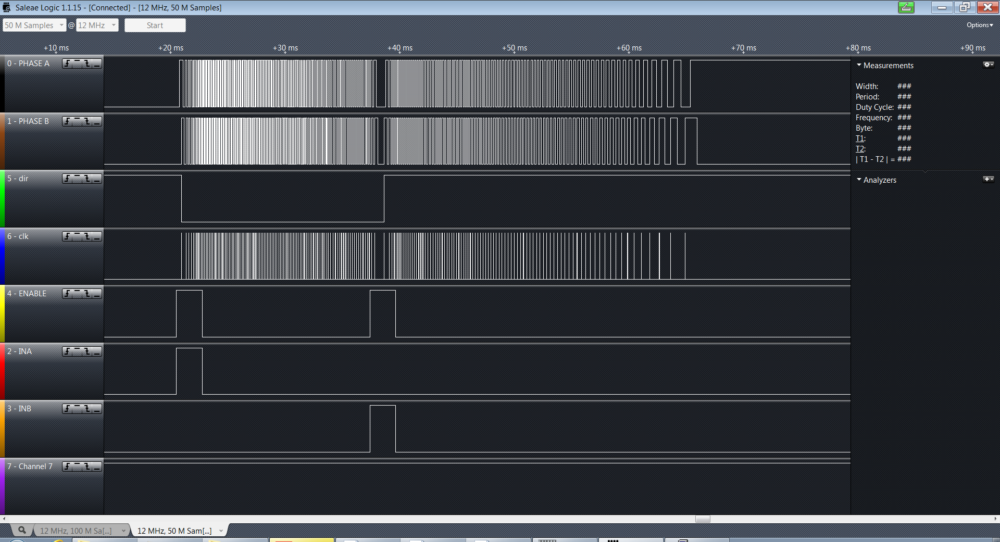 Saleae Logic 1.1.15 - [Connected] - [12 MHz, 50 M Samples]
50 M Samples @ 12 MHz Start Options
+10 ms +20 ms +30 ms +40 ms +50 ms +60 ms +70 ms +80 ms +90 ms
0 - PHASE A
1 - PHASE B
5 - dir
6 - clk
4 - ENABLE
2 - INA
3 - INB
7 - Channel 7
Measurements
Width: ###
Period: ###
Duty Cycle: ###
Frequency: ###
Byte: ###
T1: ###
T2: ###
| T1 - T2 | = ###
Analyzers
12 MHz, 100 M Sa[...] 12 MHz, 50 M Sam[...]